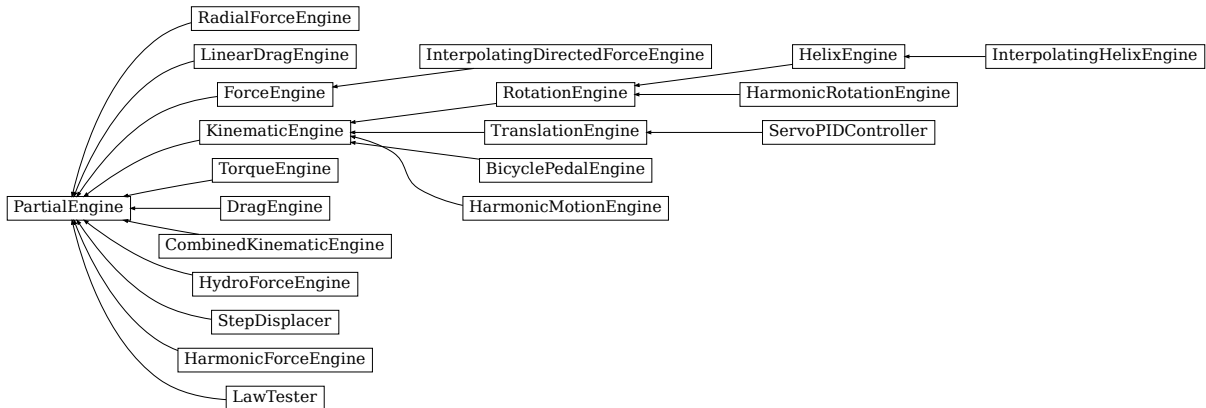 RadialForceEngine
LinearDragEngine
InterpolatingDirectedForceEngine
HelixEngine
InterpolatingHelixEngine
ForceEngine
RotationEngine
HarmonicRotationEngine
KinematicEngine
TranslationEngine
ServoPIDController
TorqueEngine
BicyclePedalEngine
PartialEngine
DragEngine
HarmonicMotionEngine
CombinedKinematicEngine
HydroForceEngine
StepDisplacer
HarmonicForceEngine
LawTester